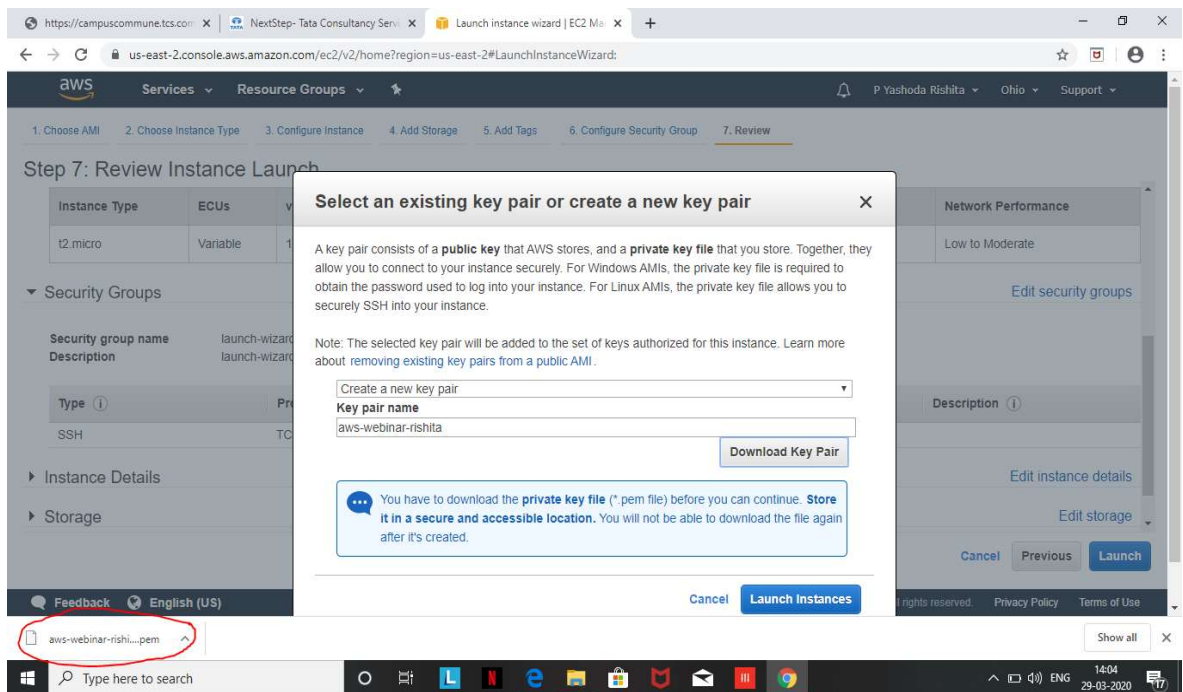 https://campuscommune.tcs.com
NextStep- Tata Consultancy Serv
Launch instance wizard | EC2 Ma
us-east-2.console.aws.amazon.com/ec2/v2/home?region=us-east-2#LaunchInstanceWizard:
aws
Services
Resource Groups
P Yashoda Rishita
Ohio
Support
1. Choose AMI
2. Choose Instance Type
3. Configure Instance
4. Add Storage
5. Add Tags
6. Configure Security Group
7. Review
Step 7: Review Instance Launch
Instance Type
ECUs
Network Performance
t2.micro
Variable
1
Low to Moderate
Security Groups
Edit security groups
Security group name
launch-wizard
Description
launch-wizard
Type
Description
SSH
Instance Details
Edit instance details
Storage
Edit storage
Cancel
Previous
Launch
Select an existing key pair or create a new key pair
A key pair consists of a public key that AWS stores, and a private key file that you store. Together, they
allow you to connect to your instance securely. For Windows AMIs, the private key file is required to
obtain the password used to log into your instance. For Linux AMIs, the private key file allows you to
securely SSH into your instance.
Note: The selected key pair will be added to the set of keys authorized for this instance. Learn more
about removing existing key pairs from a public AMI .
Create a new key pair
Key pair name
aws-webinar-rishita
Download Key Pair
You have to download the private key file (*.pem file) before you can continue. Store
it in a secure and accessible location. You will not be able to download the file again
after it's created.
Cancel
Launch Instances
Feedback
English (US)
rights reserved.
Privacy Policy
Terms of Use
aws-webinar-rishi....pem
Show all
Type here to search
ENG
14:04
29-03-2020
17